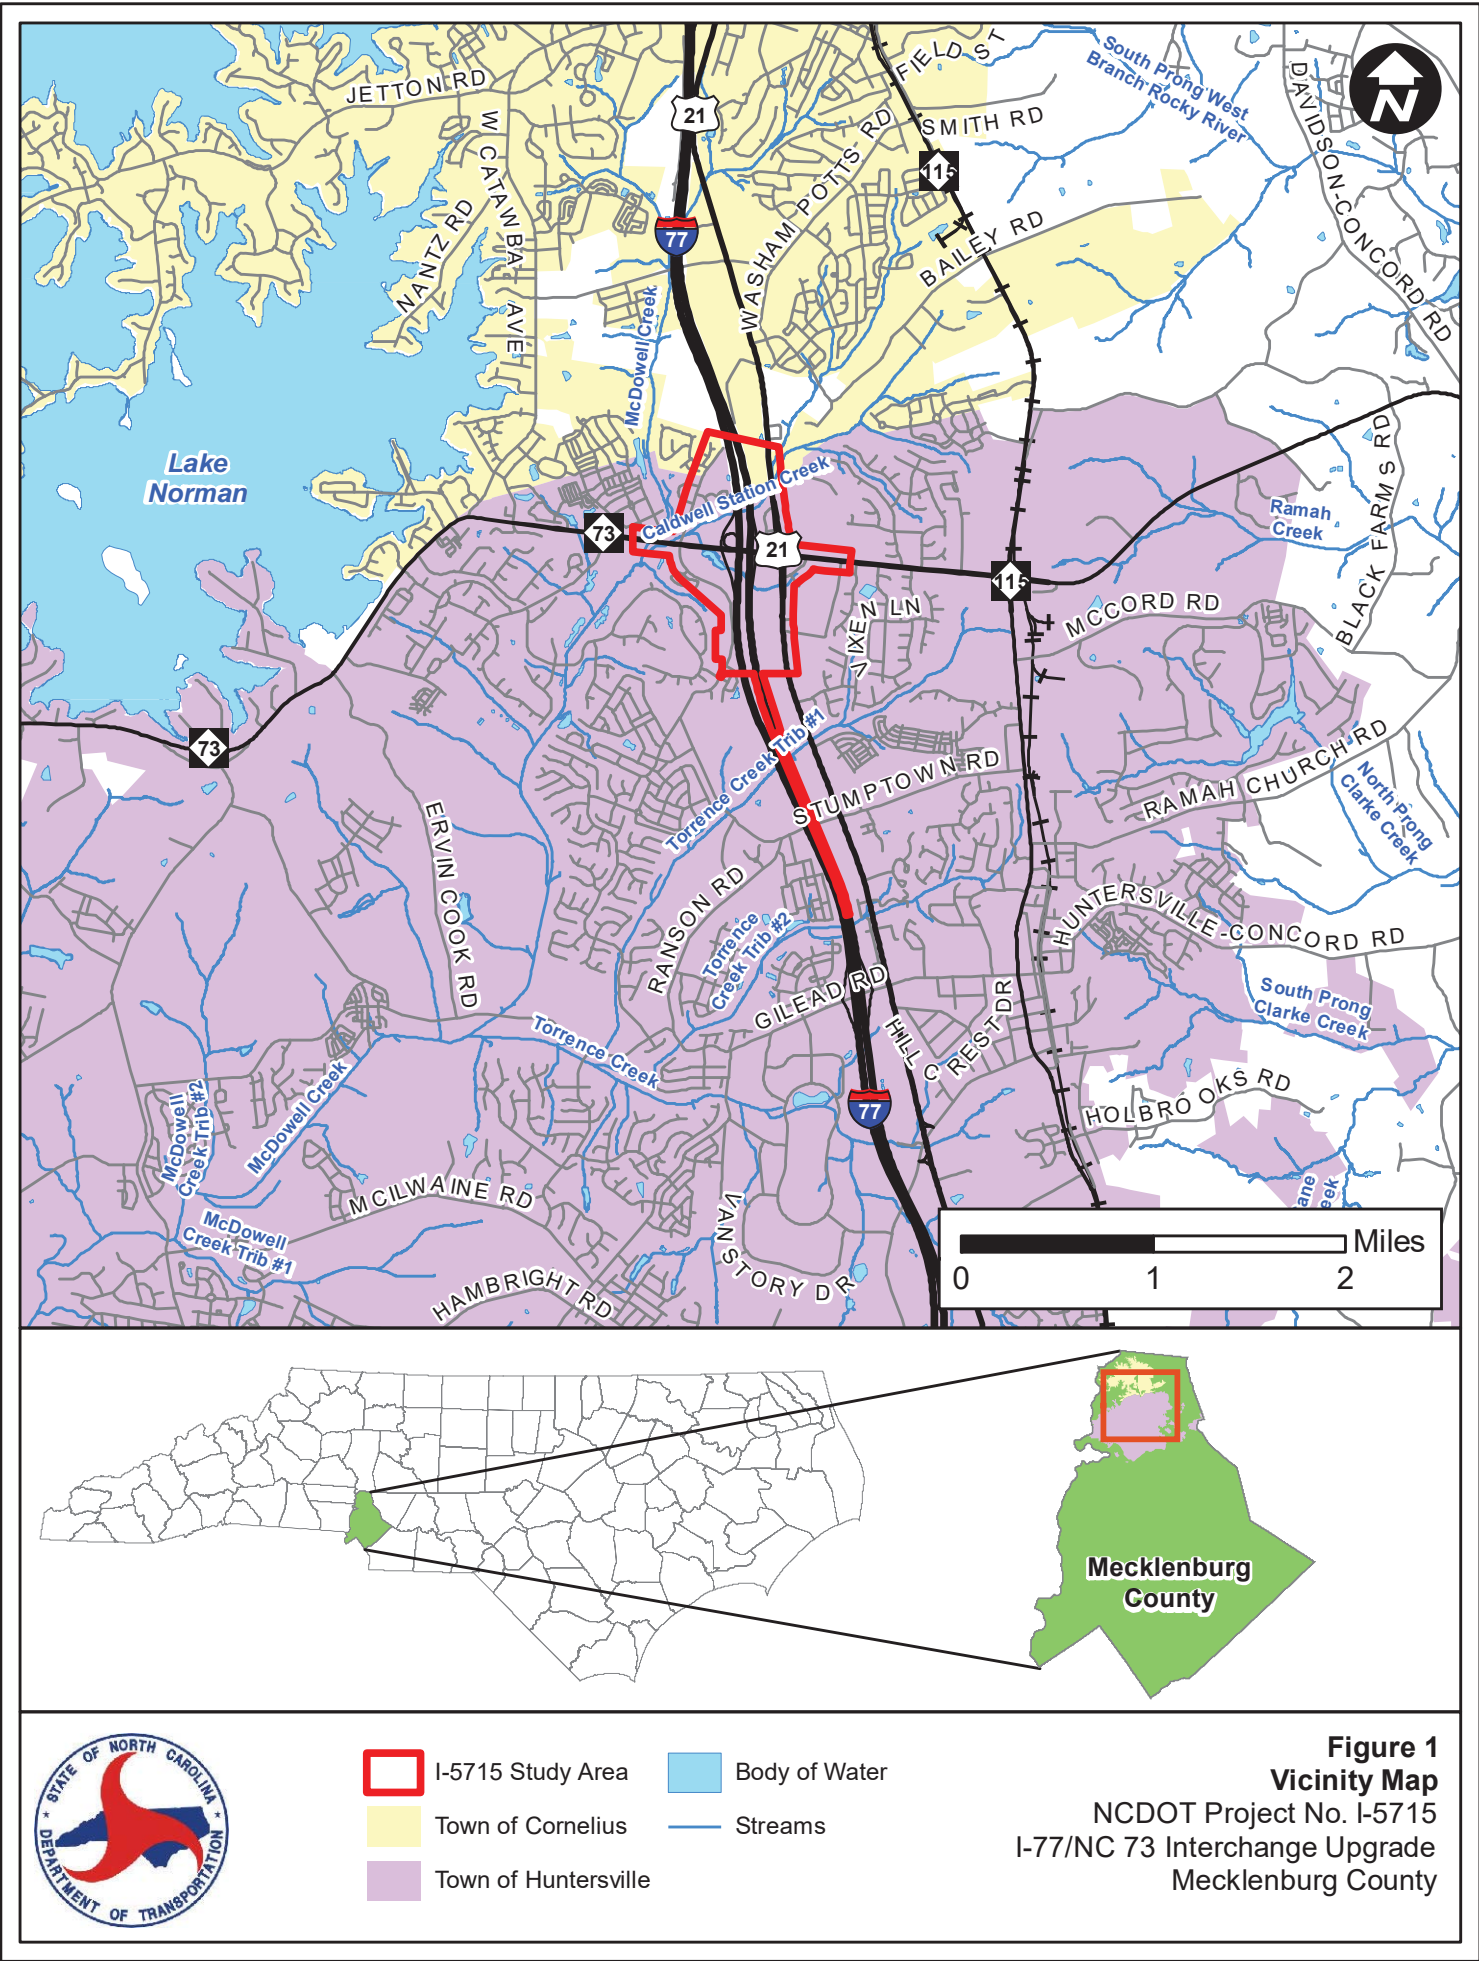 FIELD ST
South Prong West
Branch Rocky River
DAVIDSON-CONCORD RD
N
JETTON RD
21
W CATAWBA AVE
WASHAM POTTS RD
SMITH RD
115
NANTZ RD
77
BAILEY RD
McDowell Creek
Lake
Norman
Caldwell Station Creek
73
21
Ramah
Creek
BLACK FARMS RD
115
VIXEN LN
MCCORD RD
73
Torrence Creek Trib #1
STUMPTOWN RD
RAMAH CHURCH RD
North Prong
Clarke Creek
ERVIN COOK RD
RANSON RD
Torrence
Creek Trib #2
HUNTERSVILLE-CONCORD RD
GILEAD RD
HILL CREST DR
South Prong
Clarke Creek
Torrence Creek
McDowell
Creek Trib #2
McDowell Creek
77
HOLBROOKS RD
MCILWAINE RD
McDowell
Creek Trib #1
VAN STORY DR
HAMBRIGHT RD
ane
eek
Miles
0 1 2
Mecklenburg
County
STATE OF NORTH CAROLINA
DEPARTMENT OF TRANSPORTATION
I-5715 Study Area
Town of Cornelius
Town of Huntersville
Body of Water
Streams
Figure 1
Vicinity Map
NCDOT Project No. I-5715
I-77/NC 73 Interchange Upgrade
Mecklenburg County